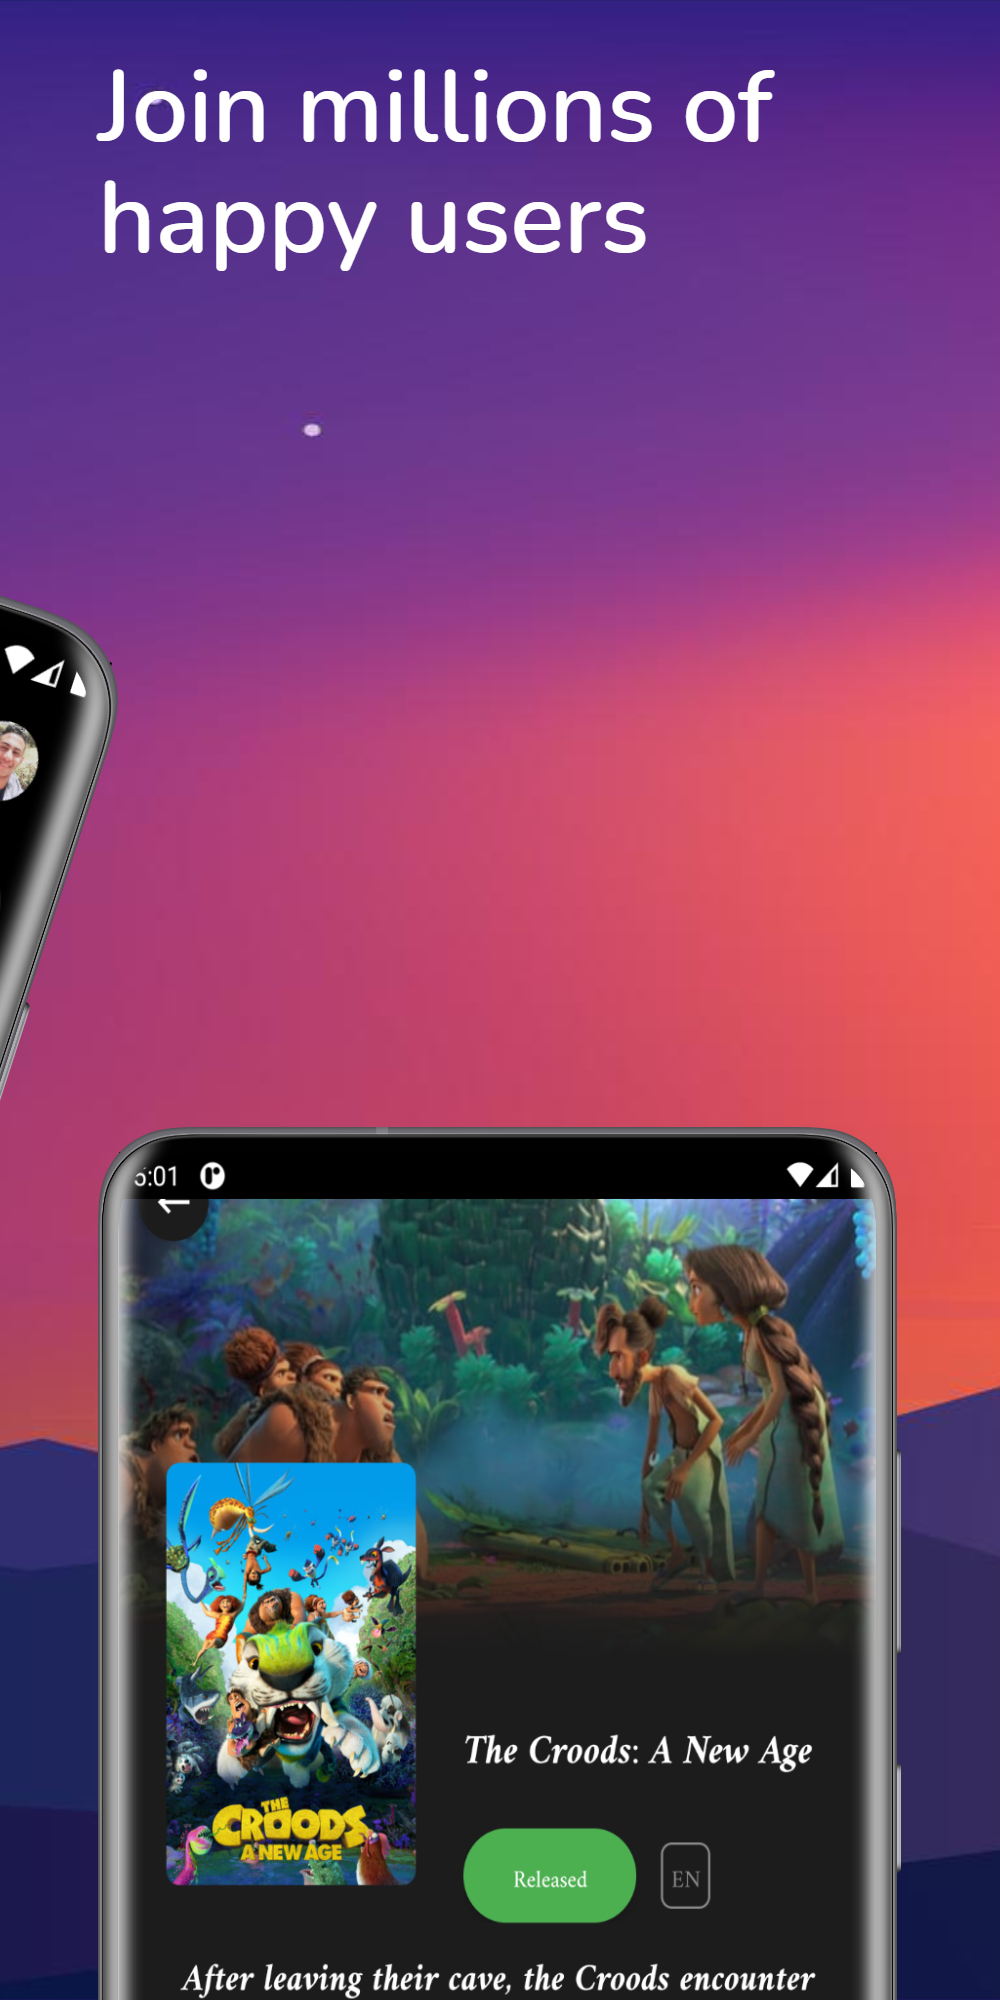 Join millions of
happy users
5:01
THE
CROODS
A NEW AGE
The Croods: A New Age
Released
EN
After leaving their cave, the Croods encounter